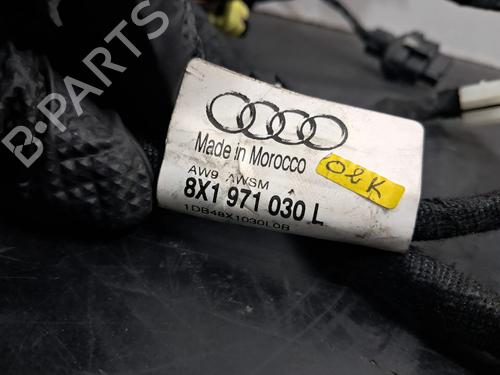 B-PARTS
Made in Morocco
O&K
AW9 AWSM A
8X1 971 030 L
1DB48X1030L0B